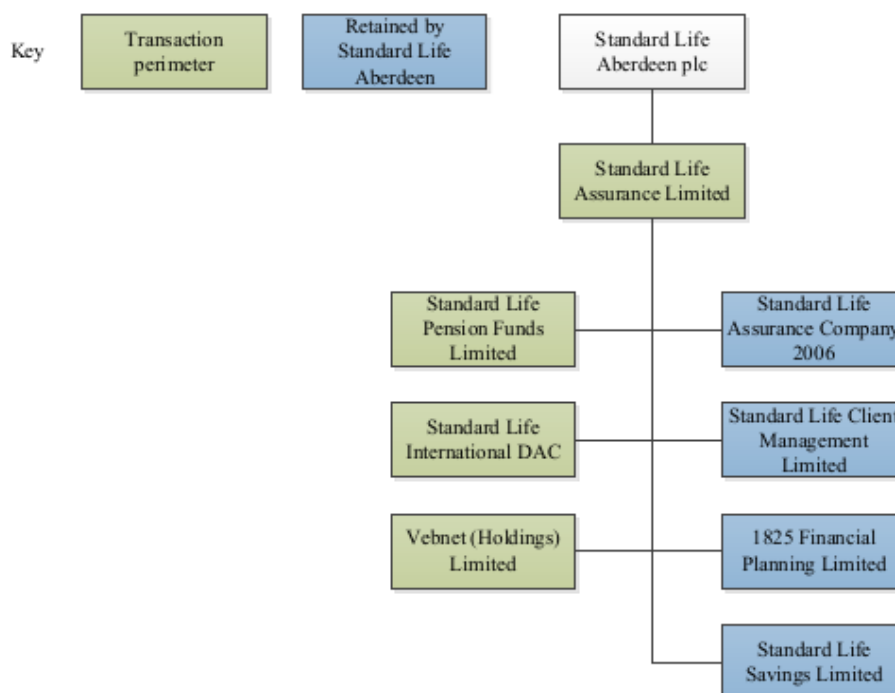 Key
Transaction
perimeter
Retained by
Standard Life
Aberdeen
Standard Life
Aberdeen plc
Standard Life
Assurance Limited
Standard Life
Pension Funds
Limited
Standard Life
Assurance Company
2006
Standard Life
International DAC
Standard Life Client
Management
Limited
Vebnet (Holdings)
Limited
1825 Financial
Planning Limited
Standard Life
Savings Limited